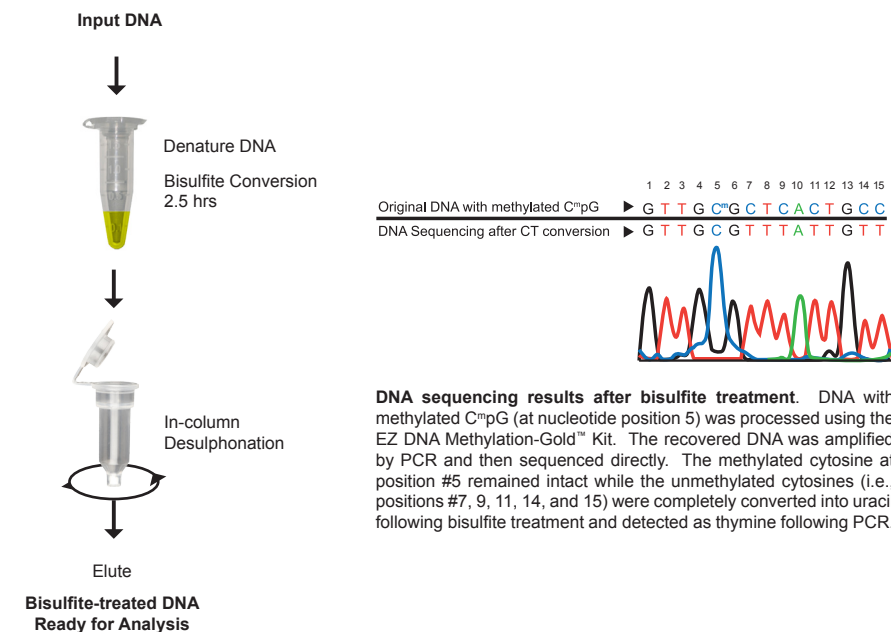 Input DNA
Denature DNA
Bisulfite Conversion
2.5 hrs
In-column
Desulphonation
Elute
Bisulfite-treated DNA
Ready for Analysis
1 2 3 4 5 6 7 8 9 10 11 12 13 14 15
Original DNA with methylated CᵐpG ▶ G T T G CᵐG C T C A C T G C C
DNA Sequencing after CT conversion ▶ G T T G C G T T T A T T G T T
DNA sequencing results after bisulfite treatment. DNA with
methylated CᵐpG (at nucleotide position 5) was processed using the
EZ DNA Methylation-Gold™ Kit. The recovered DNA was amplified
by PCR and then sequenced directly. The methylated cytosine at
position #5 remained intact while the unmethylated cytosines (i.e.,
positions #7, 9, 11, 14, and 15) were completely converted into uraci
following bisulfite treatment and detected as thymine following PCR.